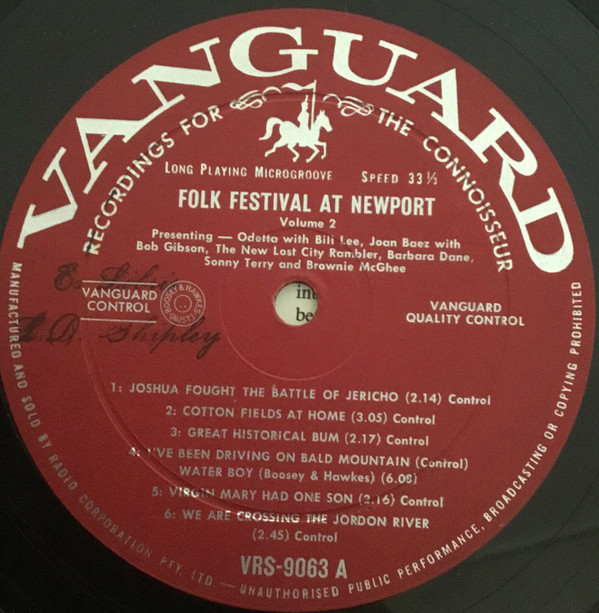 VANGUARD
RECORDINGS FOR THE CONNOISSEUR
LONG PLAYING MICROGROOVE SPEED 33 1/3
FOLK FESTIVAL AT NEWPORT
Volume 2
Presenting — Odetta with Bili Lee, Joan Baez with
Bob Gibson, The New Lost City Rambler, Barbara Dane,
Sonny Terry and Brownie McGhee
VANGUARD
CONTROL
BOOSEY & HAWKES
VANGUARD
QUALITY CONTROL
Shipley
be
1: JOSHUA FOUGHT THE BATTLE OF JERICHO (2.14) Control
2: COTTON FIELDS AT HOME (3.05) Control
3: GREAT HISTORICAL BUM (2.17) Control
4: I'VE BEEN DRIVING ON BALD MOUNTAIN (Control)
WATER BOY (Boosey & Hawkes) (6.08)
5: VIRGIN MARY HAD ONE SON (2.16) Control
6: WE ARE CROSSING THE JORDON RIVER
(2.45) Control
VRS-9063 A
MANUFACTURED AND SOLD BY RADIO CORPORATION PTY. LTD. — UNAUTHORISED PUBLIC PERFORMANCE, BROADCASTING OR COPYING PROHIBITED